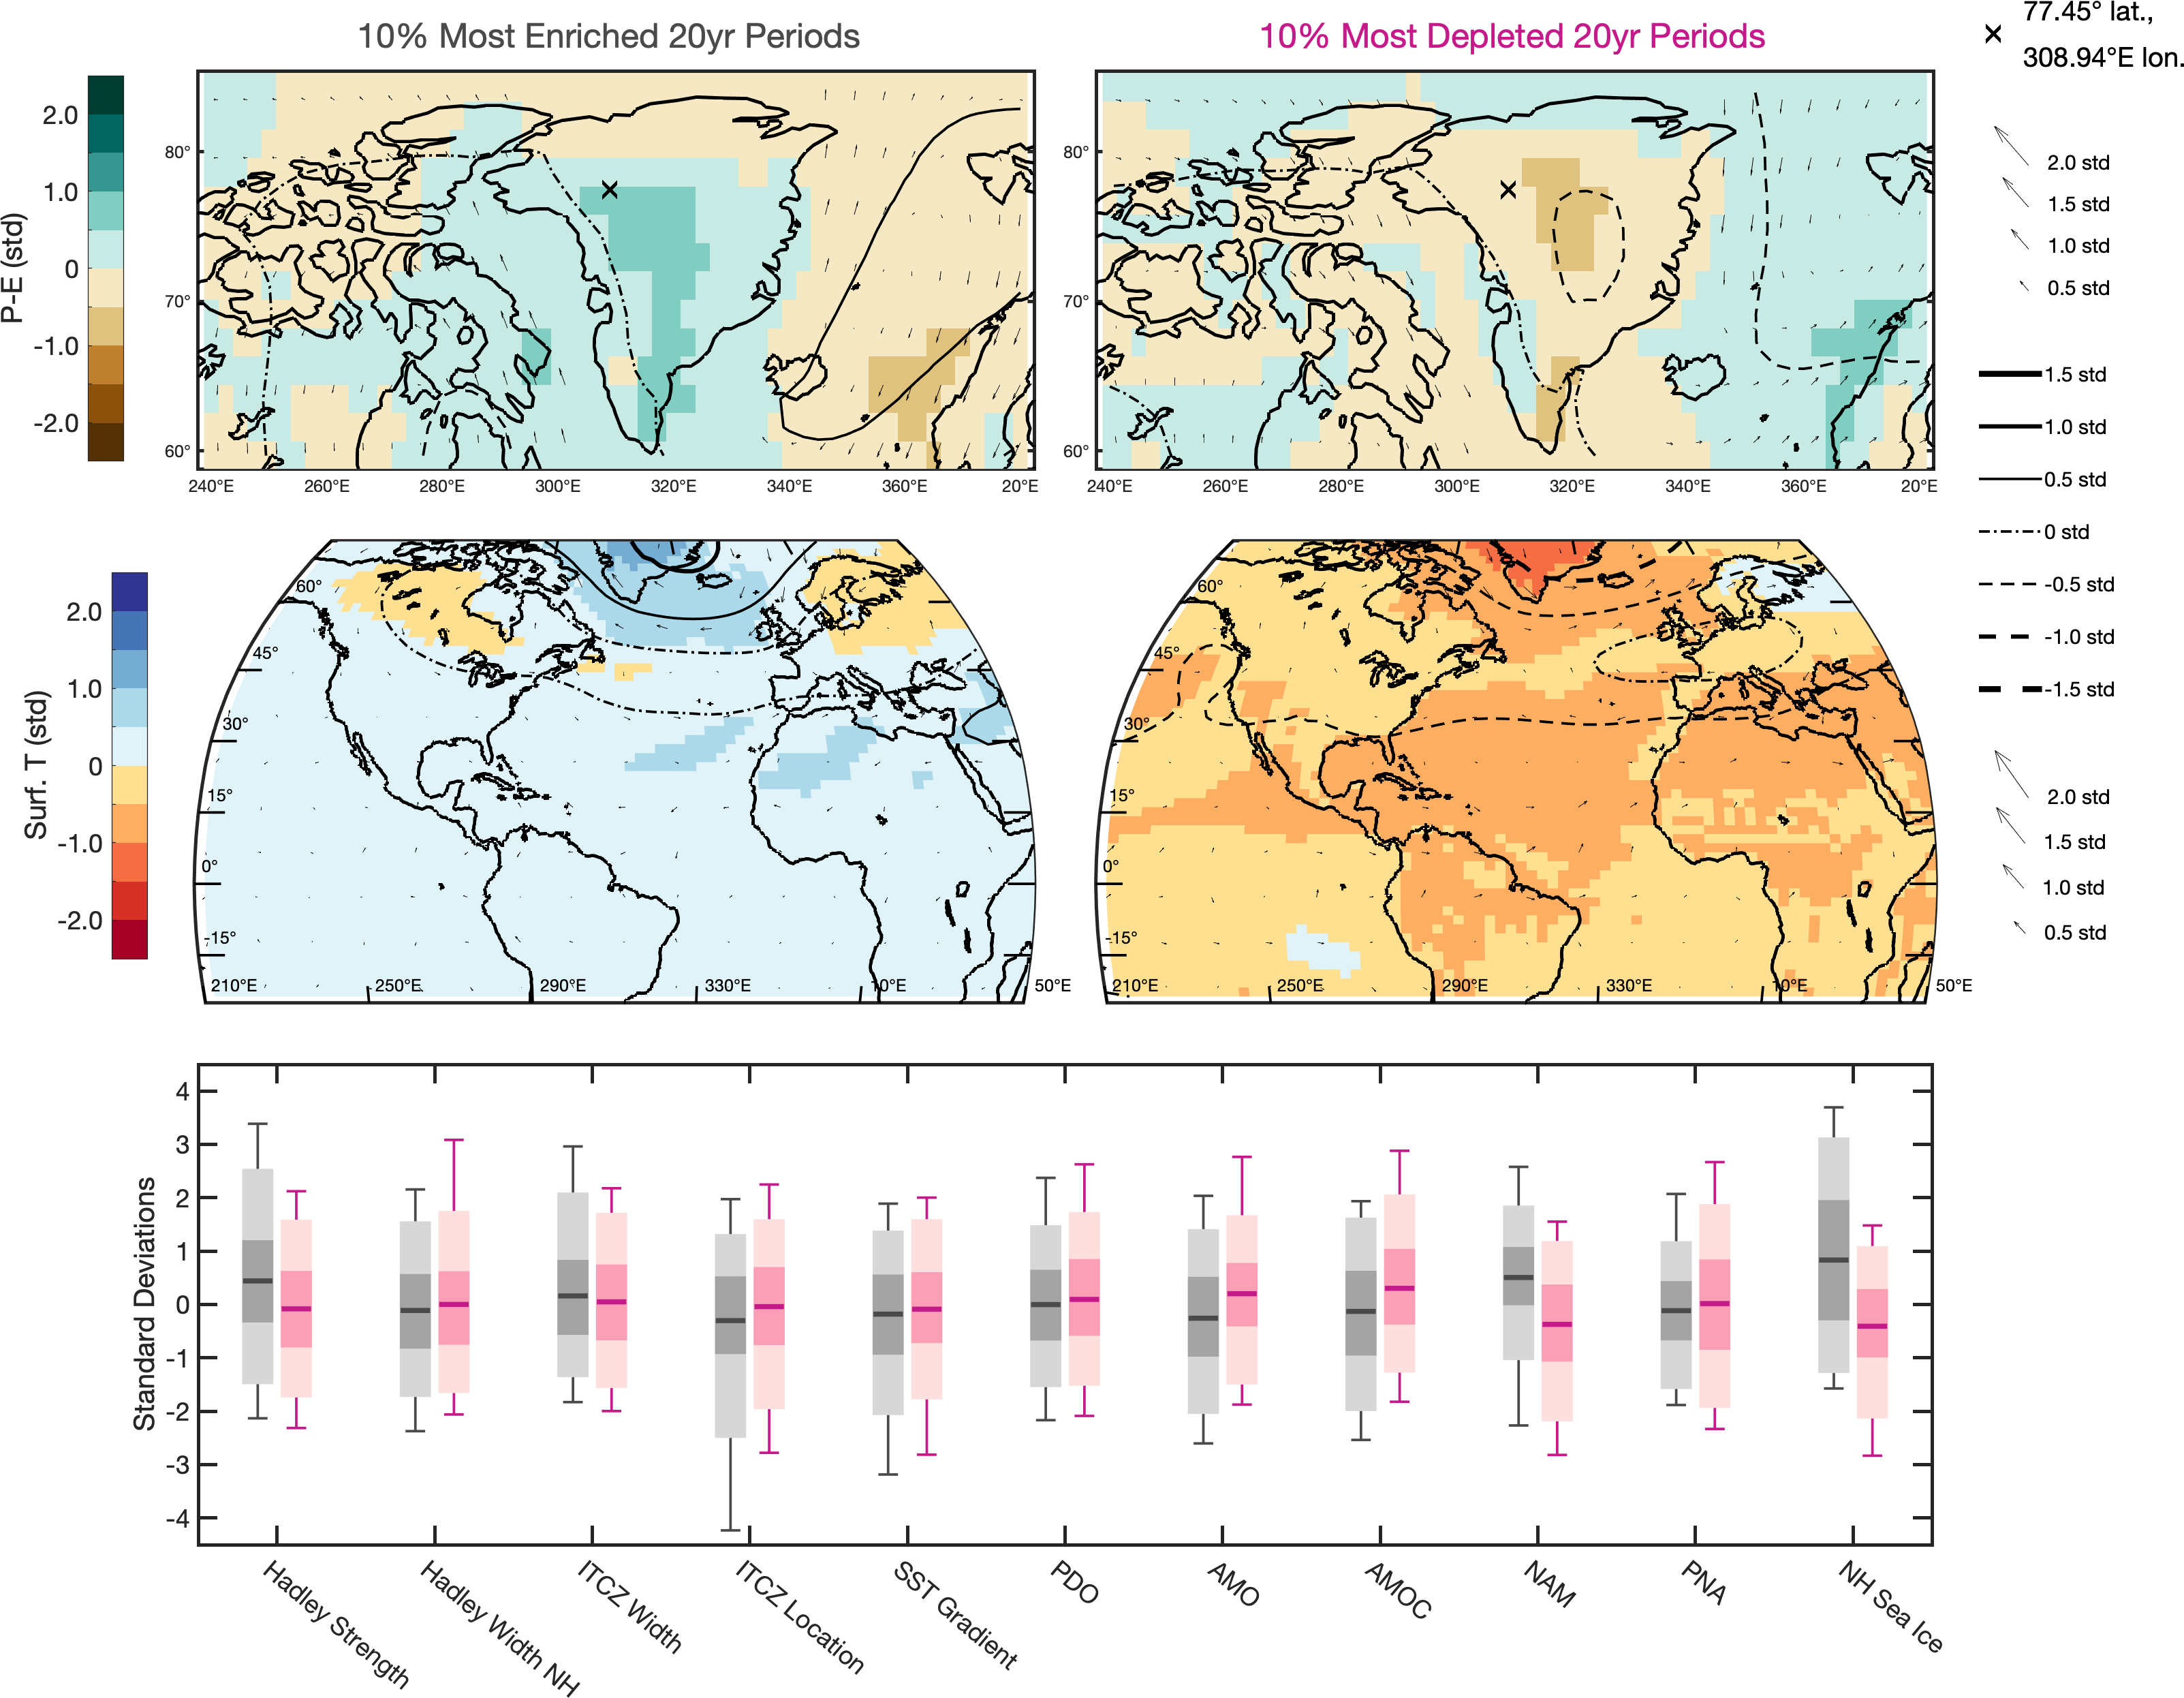 10% Most Enriched 20yr Periods
10% Most Depleted 20yr Periods
77.45° lat.,
308.94°E lon.
P-E (std)
2.0
1.0
0
-1.0
-2.0
80°
70°
60°
240°E 260°E 280°E 300°E 320°E 340°E 360°E 20°E
80°
70°
60°
240°E 260°E 280°E 300°E 320°E 340°E 360°E 20°E
2.0 std
1.5 std
1.0 std
0.5 std
1.5 std
1.0 std
0.5 std
0 std
-0.5 std
-1.0 std
-1.5 std
Surf. T (std)
2.0
1.0
0
-1.0
-2.0
60°
45°
30°
15°
0°
-15°
210°E 250°E 290°E 330°E 10°E 50°E
60°
45°
30°
15°
0°
-15°
210°E 250°E 290°E 330°E 10°E 50°E
2.0 std
1.5 std
1.0 std
0.5 std
Standard Deviations
4
3
2
1
0
-1
-2
-3
-4
Hadley Strength
Hadley Width NH
ITCZ Width
ITCZ Location
SST Gradient
PDO
AMO
AMOC
NAM
PNA
NH Sea Ice